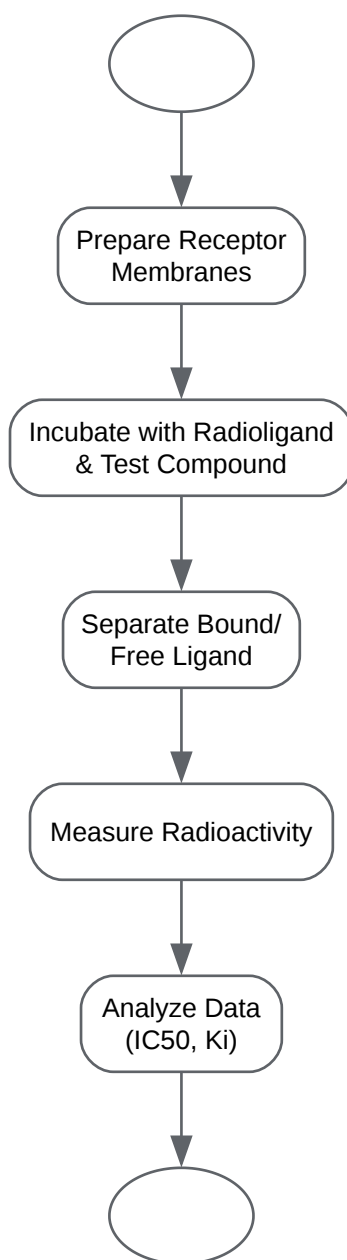 Prepare Receptor
Membranes
Incubate with Radioligand
& Test Compound
Separate Bound/
Free Ligand
Measure Radioactivity
Analyze Data
(IC50, Ki)